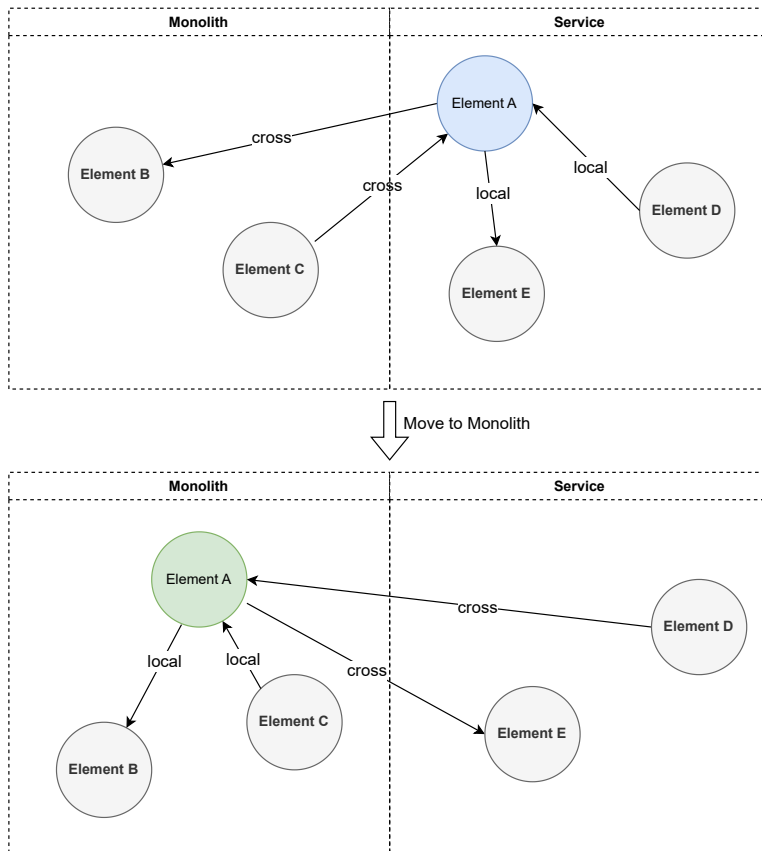 Monolith
Service
Element A
cross
Element B
cross
local
local
Element D
Element C
Element E
Move to Monolith
Monolith
Service
Element A
cross
Element D
local
local
cross
Element C
Element E
Element B